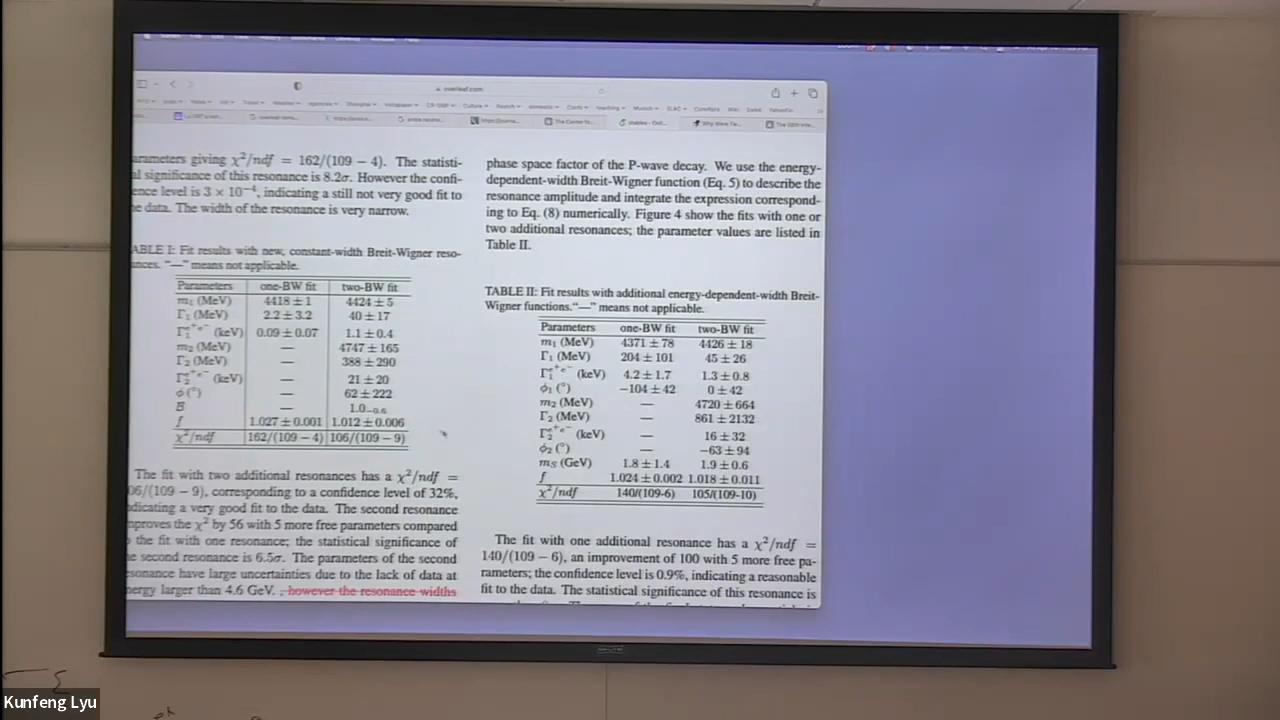 overleaf.com
arameters giving χ²/ndf = 162/(109 − 4). The statisti-
al significance of this resonance is 8.2σ. However the confi-
ence level is 3 × 10⁻⁴, indicating a still not very good fit to
e data. The width of the resonance is very narrow.
ABLE I: Fit results with new, constant-width Breit-Wigner reso-
ances. "—" means not applicable.
Parameters one-BW fit two-BW fit
m₁ (MeV) 4418 ± 1 4424 ± 5
Γ₁ (MeV) 2.2 ± 3.2 40 ± 17
Γ₁^{e⁺e⁻} (keV) 0.09 ± 0.07 1.1 ± 0.4
m₂ (MeV) — 4747 ± 165
Γ₂ (MeV) — 388 ± 290
Γ₂^{e⁺e⁻} (keV) — 21 ± 20
ϕ (°) — 62 ± 222
B — 1.0₋₀.₆
f 1.027 ± 0.001 1.012 ± 0.006
χ²/ndf 162/(109 − 4) 106/(109 − 9)
The fit with two additional resonances has a χ²/ndf =
06/(109 − 9), corresponding to a confidence level of 32%,
dicating a very good fit to the data. The second resonance
nproves the χ² by 56 with 5 more free parameters compared
the fit with one resonance; the statistical significance of
e second resonance is 6.5σ. The parameters of the second
sonance have large uncertainties due to the lack of data at
nergy larger than 4.6 GeV. , however the resonance widths
phase space factor of the P-wave decay. We use the energy-
dependent-width Breit-Wigner function (Eq. 5) to describe the
resonance amplitude and integrate the expression correspond-
ing to Eq. (8) numerically. Figure 4 show the fits with one or
two additional resonances; the parameter values are listed in
Table II.
TABLE II: Fit results with additional energy-dependent-width Breit-
Wigner functions."—" means not applicable.
Parameters one-BW fit two-BW fit
m₁ (MeV) 4371 ± 78 4426 ± 18
Γ₁ (MeV) 204 ± 101 45 ± 26
Γ₁^{e⁺e⁻} (keV) 4.2 ± 1.7 1.3 ± 0.8
ϕ₁ (°) −104 ± 42 0 ± 42
m₂ (MeV) — 4720 ± 664
Γ₂ (MeV) — 861 ± 2132
Γ₂^{e⁺e⁻} (keV) — 16 ± 32
ϕ₂ (°) — −63 ± 94
m_S (GeV) 1.8 ± 1.4 1.9 ± 0.6
f 1.024 ± 0.002 1.018 ± 0.011
χ²/ndf 140/(109-6) 105/(109-10)
The fit with one additional resonance has a χ²/ndf =
140/(109 − 6), an improvement of 100 with 5 more free pa-
rameters; the confidence level is 0.9%, indicating a reasonable
fit to the data. The statistical significance of this resonance is
Kunfeng Lyu